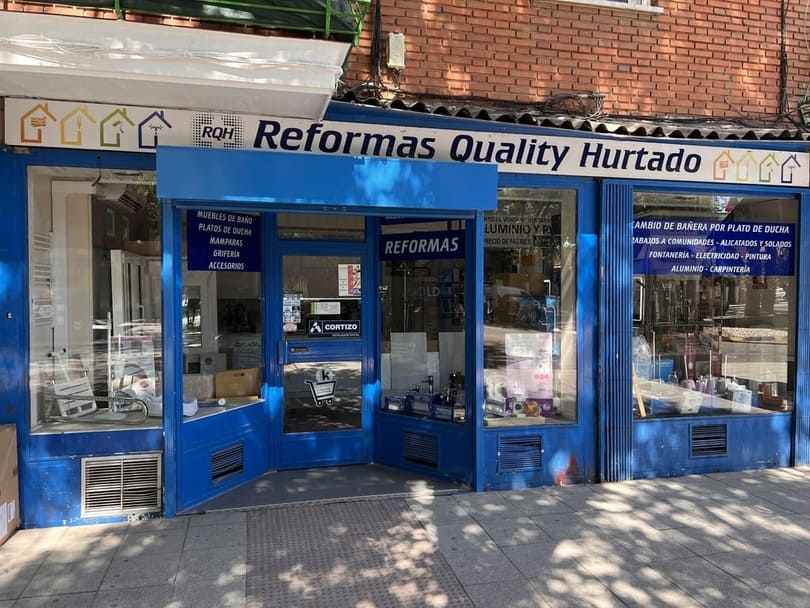 RQH
Reformas Quality Hurtado
MUEBLES DE BAÑO
PLATOS DE DUCHA
MAMPARAS
GRIFERÍA
ACCESORIOS
CORTIZO
REFORMAS
CAMBIO DE BAÑERA POR PLATO DE DUCHA
TRABAJOS A COMUNIDADES - ALICATADOS Y SOLADOS
FONTANERÍA - ELECTRICIDAD - PINTURA
ALUMINIO - CARPINTERÍA